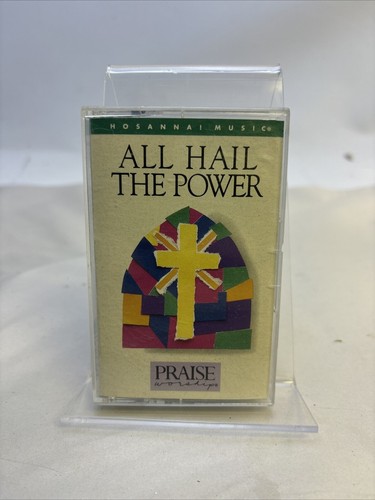 HOSANNA! MUSIC®
ALL HAIL
THE POWER
PRAISE
worship